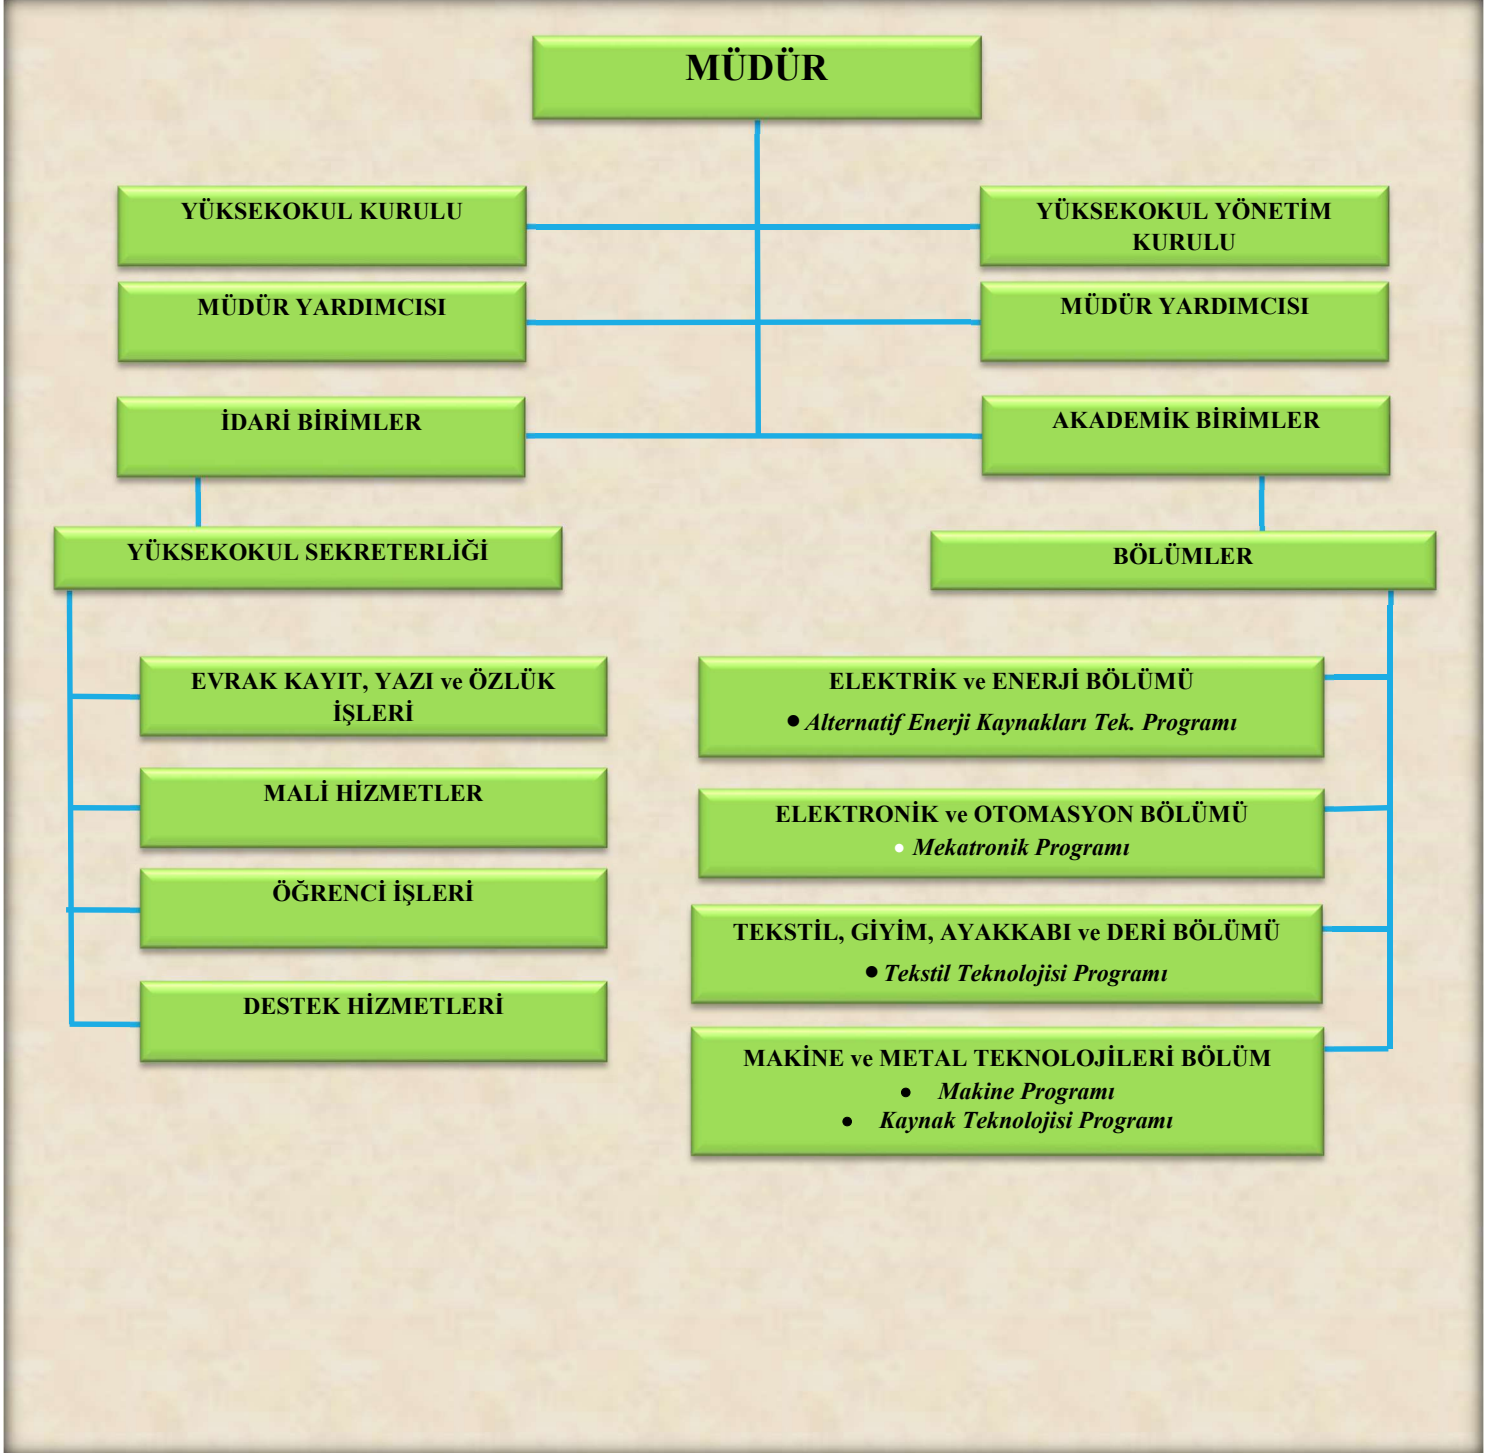 MÜDÜR
YÜKSEKOKUL KURULU
YÜKSEKOKUL YÖNETİM
KURULU
MÜDÜR YARDIMCISI
MÜDÜR YARDIMCISI
İDARİ BİRİMLER
AKADEMİK BİRİMLER
YÜKSEKOKUL SEKRETERLİĞİ
BÖLÜMLER
EVRAK KAYIT, YAZI ve ÖZLÜK
İŞLERİ
MALİ HİZMETLER
ÖĞRENCİ İŞLERİ
DESTEK HİZMETLERİ
ELEKTRİK ve ENERJİ BÖLÜMÜ
● Alternatif Enerji Kaynakları Tek. Programı
ELEKTRONİK ve OTOMASYON BÖLÜMÜ
● Mekatronik Programı
TEKSTİL, GİYİM, AYAKKABI ve DERİ BÖLÜMÜ
● Tekstil Teknolojisi Programı
MAKİNE ve METAL TEKNOLOJİLERİ BÖLÜM
● Makine Programı
● Kaynak Teknolojisi Programı